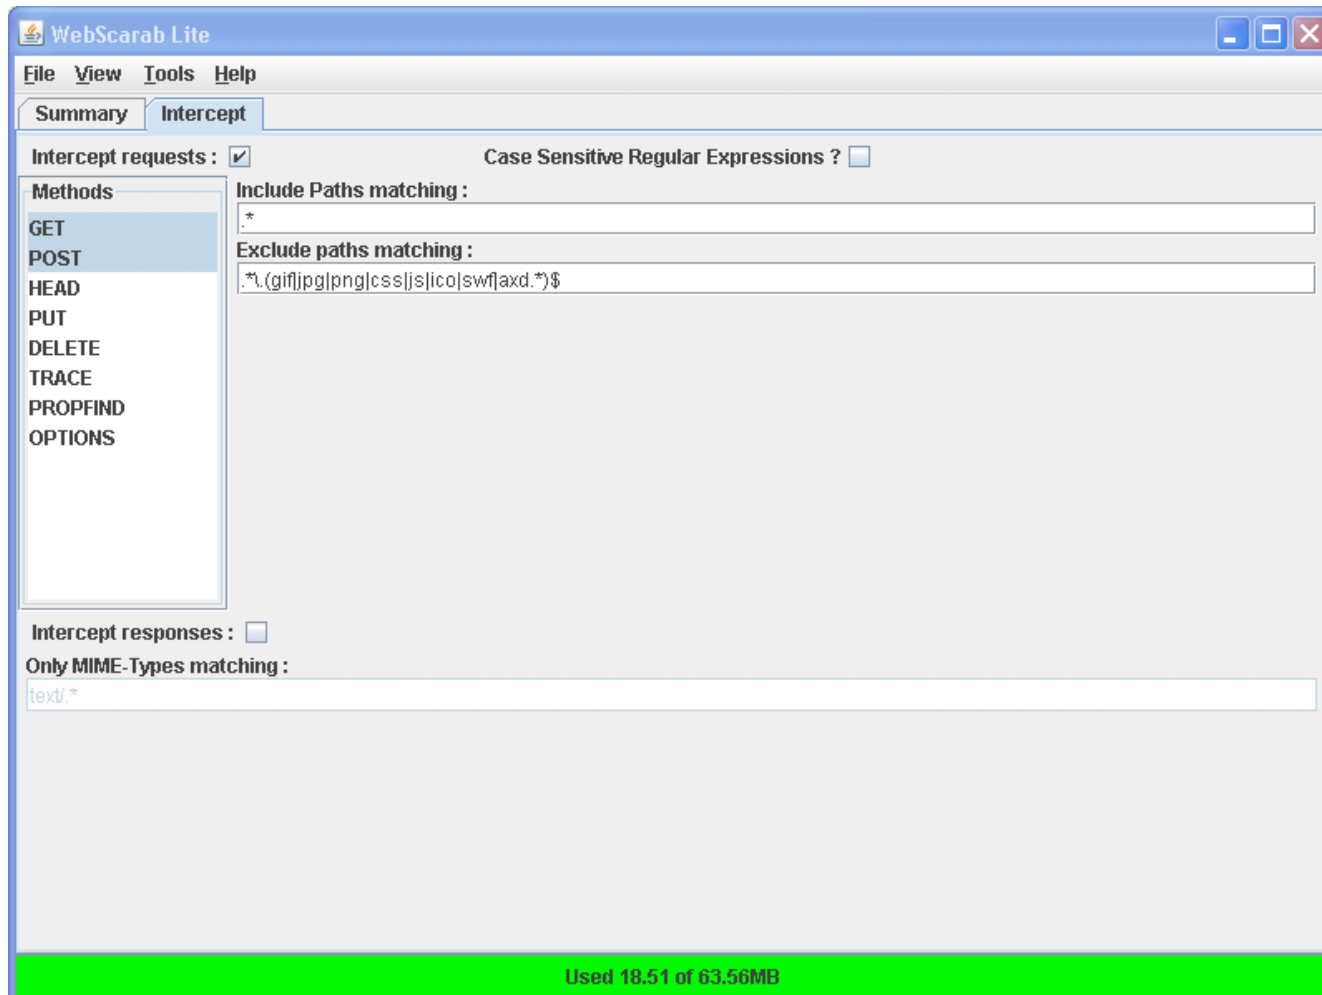 WebScarab Lite
File View Tools Help
Summary Intercept
Intercept requests : Case Sensitive Regular Expressions ?
Methods
GET
POST
HEAD
PUT
DELETE
TRACE
PROPFIND
OPTIONS
Include Paths matching :
.*
Exclude paths matching :
.*\.(gif|jpg|png|css|js|ico|swf|axd.*)$
Intercept responses :
Only MIME-Types matching :
text/.*
Used 18.51 of 63.56MB